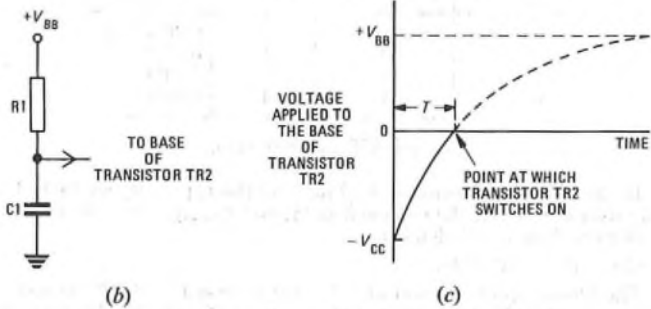 +V_BB
R1
TO BASE
OF
TRANSISTOR TR2
C1
(b)
+V_BB
VOLTAGE
APPLIED TO
THE BASE
OF
TRANSISTOR
TR2
T
0
TIME
POINT AT WHICH
TRANSISTOR TR2
SWITCHES ON
-V_CC
(c)